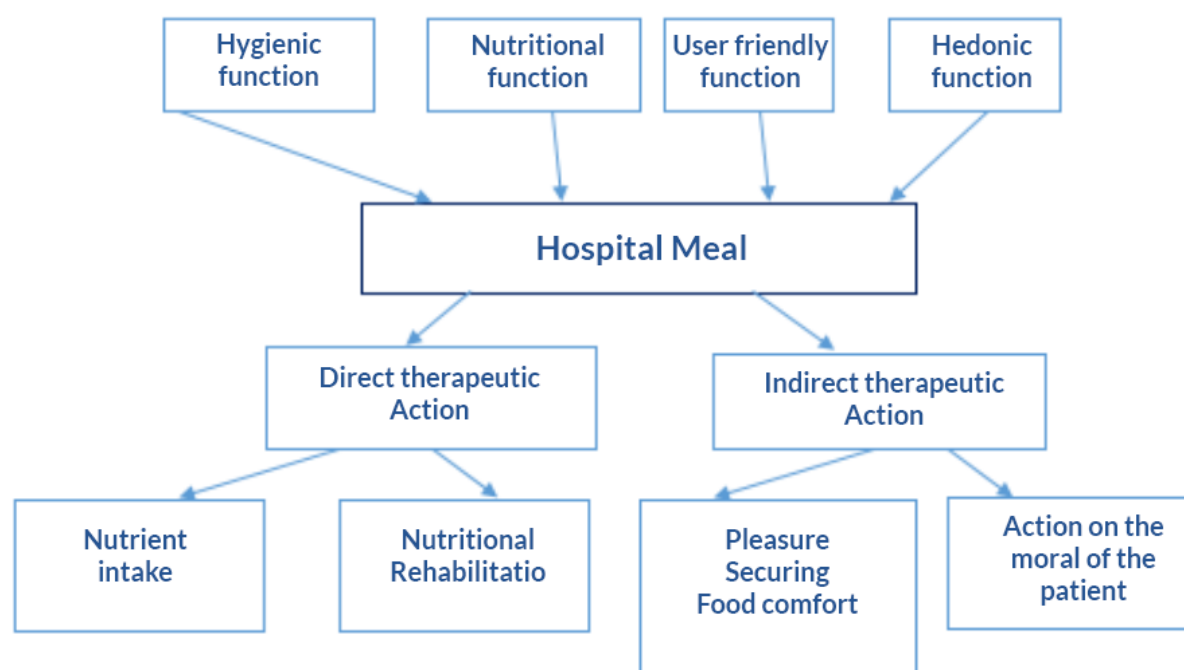 Hygienic
function
Nutritional
function
User friendly
function
Hedonic
function
Hospital Meal
Direct therapeutic
Action
Indirect therapeutic
Action
Nutrient
intake
Nutritional
Rehabilitatio
Pleasure
Securing
Food comfort
Action on the
moral of the
patient